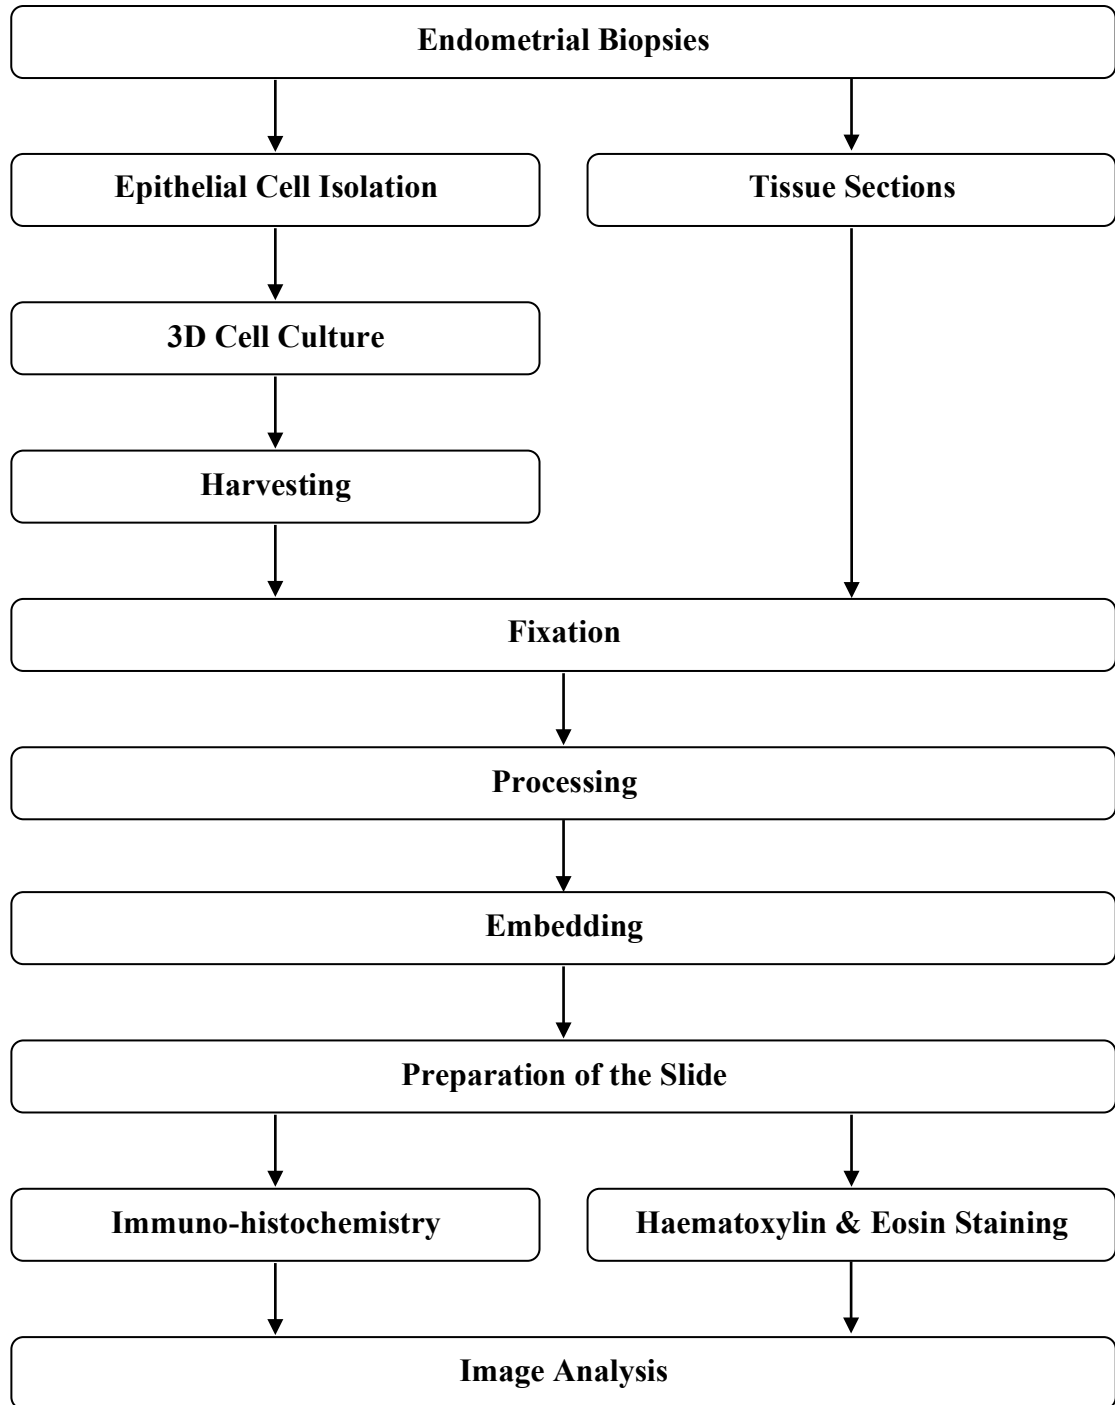 Endometrial Biopsies
Epithelial Cell Isolation
Tissue Sections
3D Cell Culture
Harvesting
Fixation
Processing
Embedding
Preparation of the Slide
Immuno-histochemistry
Haematoxylin & Eosin Staining
Image Analysis